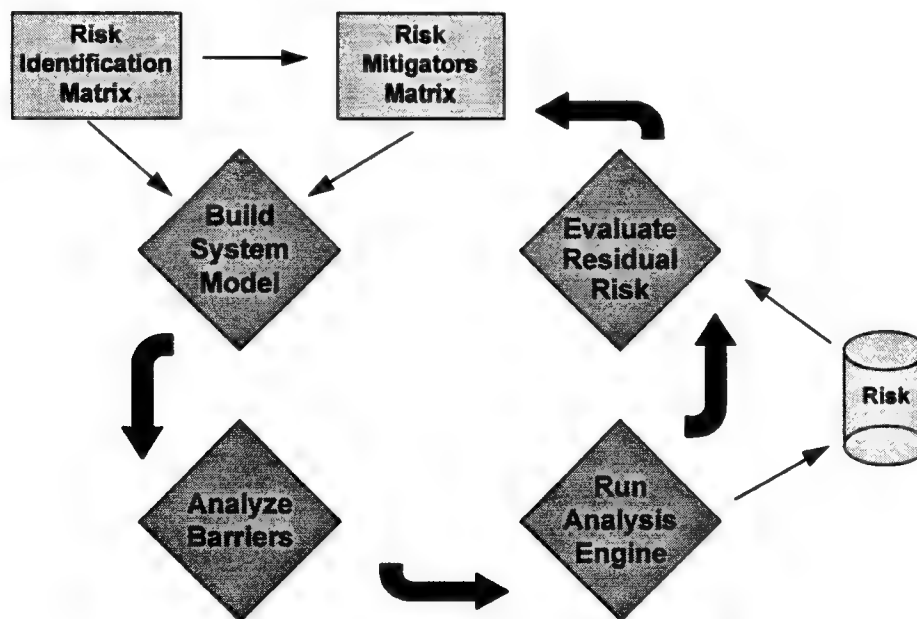 Risk
Identification
Matrix
Risk
Mitigators
Matrix
Build
System
Model
Evaluate
Residual
Risk
Risk
Analyze
Barriers
Run
Analysis
Engine